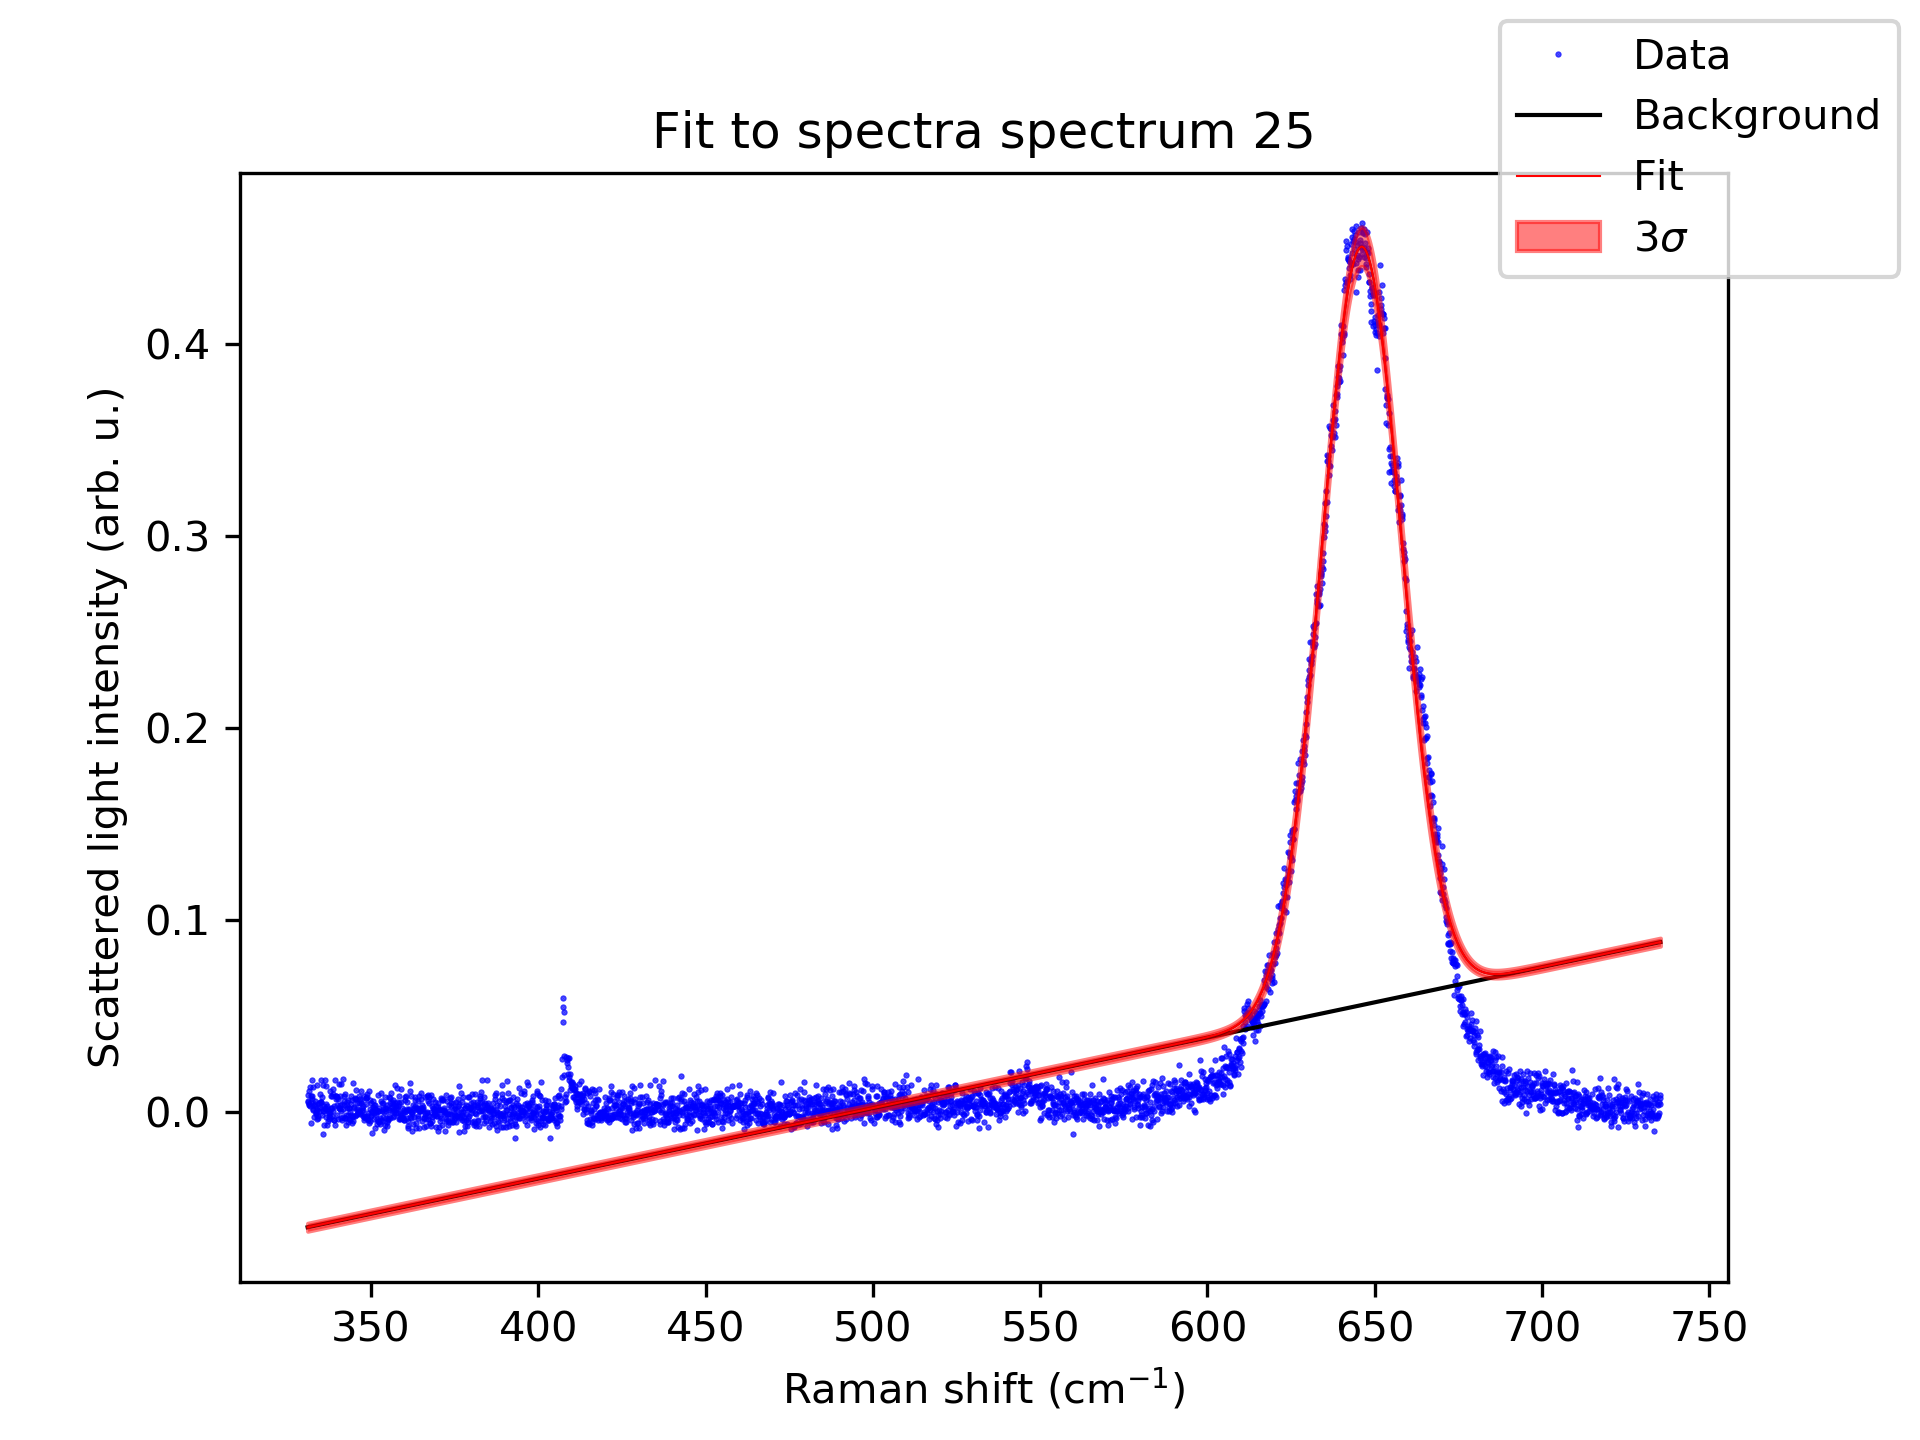 Data
Background
Fit
3σ
Fit to spectra spectrum 25
Scattered light intensity (arb. u.)
0.4
0.3
0.2
0.1
0.0
350 400 450 500 550 600 650 700 750
Raman shift (cm⁻¹)